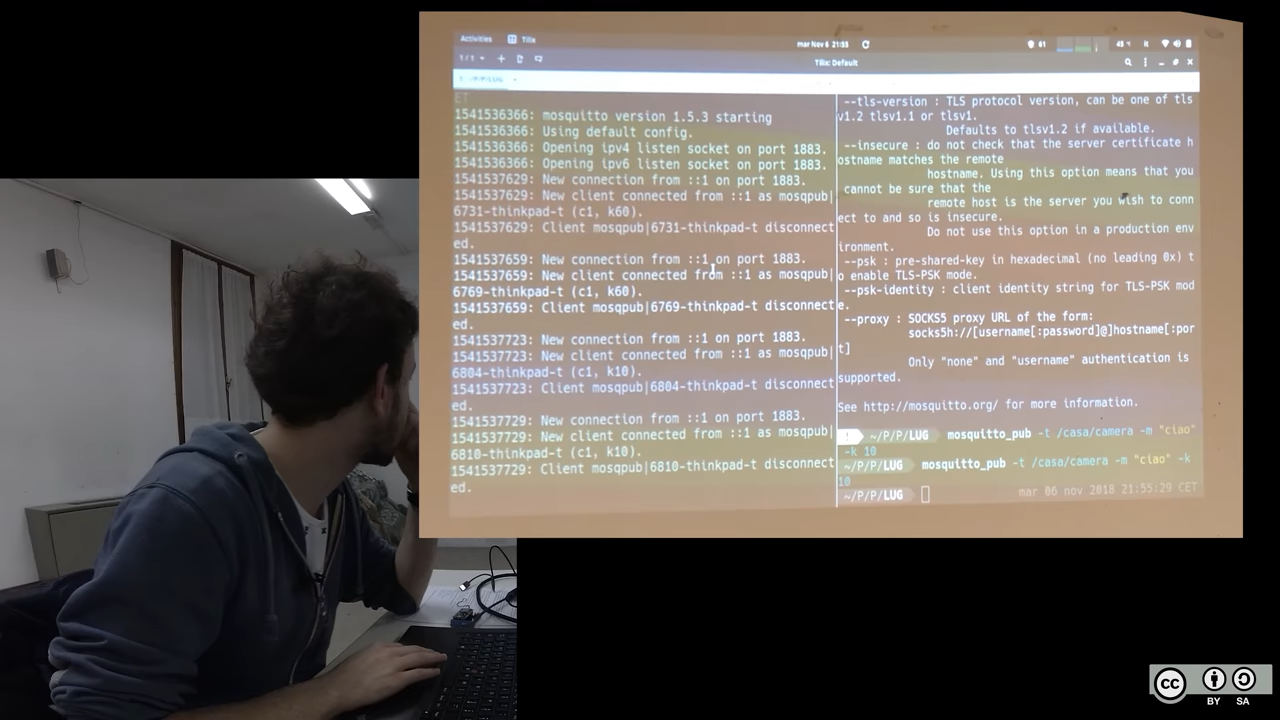 Activities Tilix
mar Nov 6 21:55
61
45
it
1/1
Tilix: Default
ET
1541536366: mosquitto version 1.5.3 starting
1541536366: Using default config.
1541536366: Opening ipv4 listen socket on port 1883.
1541536366: Opening ipv6 listen socket on port 1883.
1541537629: New connection from ::1 on port 1883.
1541537629: New client connected from ::1 as mosqpub|
6731-thinkpad-t (c1, k60).
1541537629: Client mosqpub|6731-thinkpad-t disconnect
ed.
1541537659: New connection from ::1 on port 1883.
1541537659: New client connected from ::1 as mosqpub|
6769-thinkpad-t (c1, k60).
1541537659: Client mosqpub|6769-thinkpad-t disconnect
ed.
1541537723: New connection from ::1 on port 1883.
1541537723: New client connected from ::1 as mosqpub|
6804-thinkpad-t (c1, k10).
1541537723: Client mosqpub|6804-thinkpad-t disconnect
ed.
1541537729: New connection from ::1 on port 1883.
1541537729: New client connected from ::1 as mosqpub|
6810-thinkpad-t (c1, k10).
1541537729: Client mosqpub|6810-thinkpad-t disconnect
ed.
--tls-version : TLS protocol version, can be one of tls
v1.2 tlsv1.1 or tlsv1.
Defaults to tlsv1.2 if available.
--insecure : do not check that the server certificate h
ostname matches the remote
hostname. Using this option means that you
cannot be sure that the
remote host is the server you wish to conn
ect to and so is insecure.
Do not use this option in a production env
ironment.
--psk : pre-shared-key in hexadecimal (no leading 0x) t
o enable TLS-PSK mode.
--psk-identity : client identity string for TLS-PSK mod
e.
--proxy : SOCKS5 proxy URL of the form:
socks5h://[username[:password]@]hostname[:por
t]
Only "none" and "username" authentication is
supported.
See http://mosquitto.org/ for more information.
! ~/P/P/LUG mosquitto_pub -t /casa/camera -m "ciao"
-k 10
~/P/P/LUG mosquitto_pub -t /casa/camera -m "ciao" -k
10
~/P/P/LUG mar 06 nov 2018 21:55:29 CET
cc
BY SA